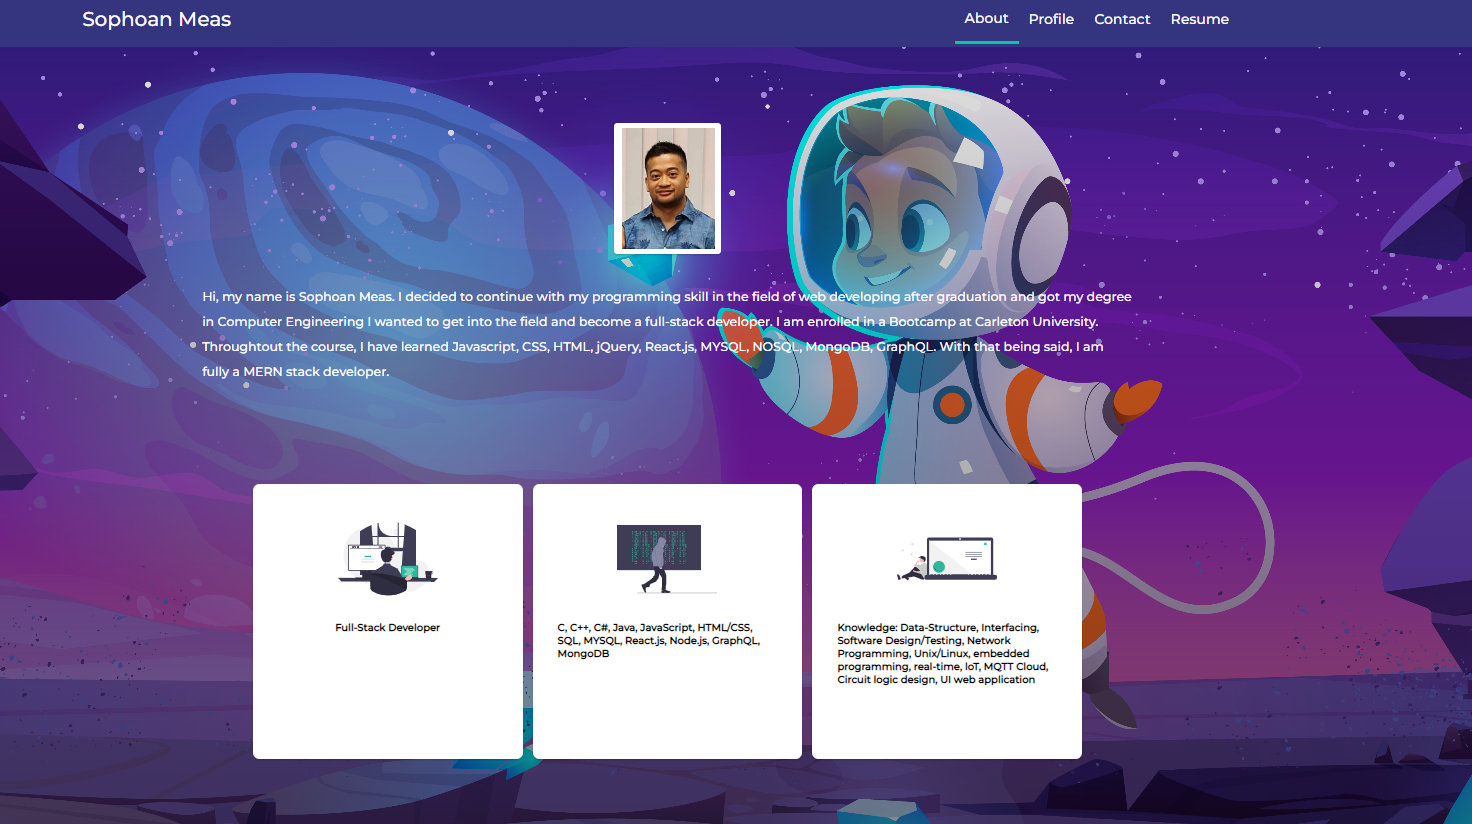 Sophoan Meas
About Profile Contact Resume
Hi, my name is Sophoan Meas. I decided to continue with my programming skill in the field of web developing after graduation and got my degree
in Computer Engineering I wanted to get into the field and become a full-stack developer. I am enrolled in a Bootcamp at Carleton University.
Throughtout the course, I have learned Javascript, CSS, HTML, jQuery, React.js, MYSQL, NOSQL, MongoDB, GraphQL. With that being said, I am
fully a MERN stack developer.
Full-Stack Developer
C, C++, C#, Java, JavaScript, HTML/CSS,
SQL, MYSQL, React.js, Node.js, GraphQL,
MongoDB
Knowledge: Data-Structure, Interfacing,
Software Design/Testing, Network
Programming, Unix/Linux, embedded
programming, real-time, IoT, MQTT Cloud,
Circuit logic design, UI web application